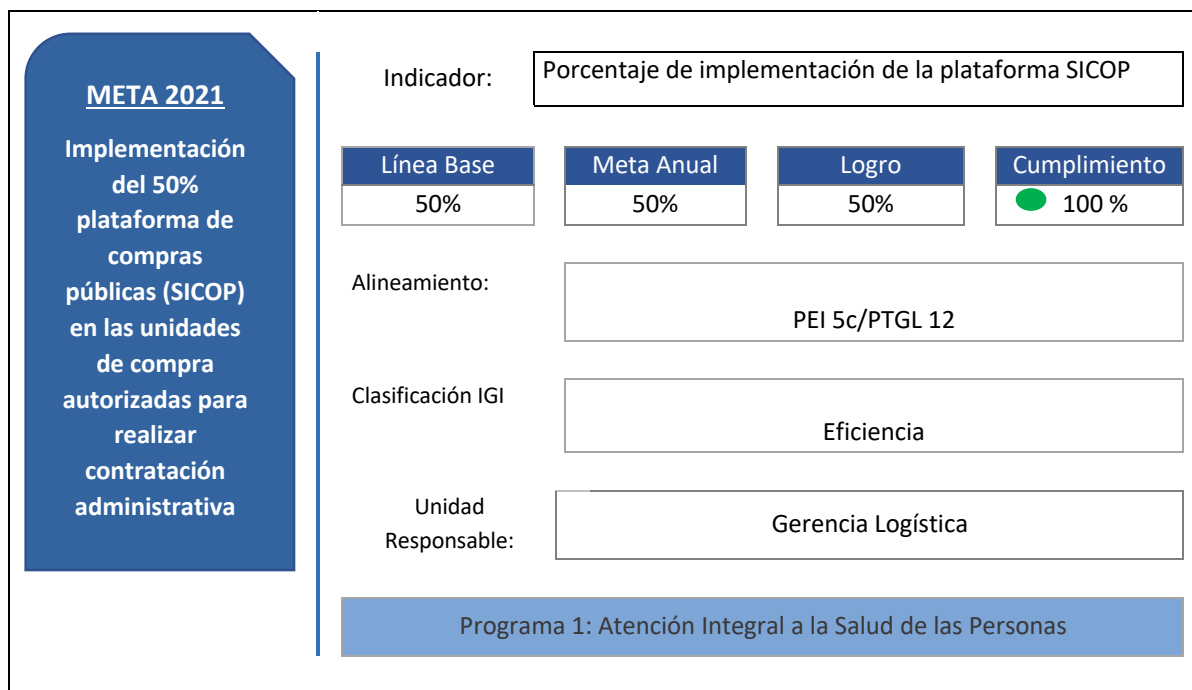 META 2021
Implementación
del 50%
plataforma de
compras
públicas (SICOP)
en las unidades
de compra
autorizadas para
realizar
contratación
administrativa
Indicador:
Porcentaje de implementación de la plataforma SICOP
Línea Base
Meta Anual
Logro
Cumplimiento
50%
50%
50%
100 %
Alineamiento:
PEI 5c/PTGL 12
Clasificación IGI
Eficiencia
Unidad
Responsable:
Gerencia Logística
Programa 1: Atención Integral a la Salud de las Personas